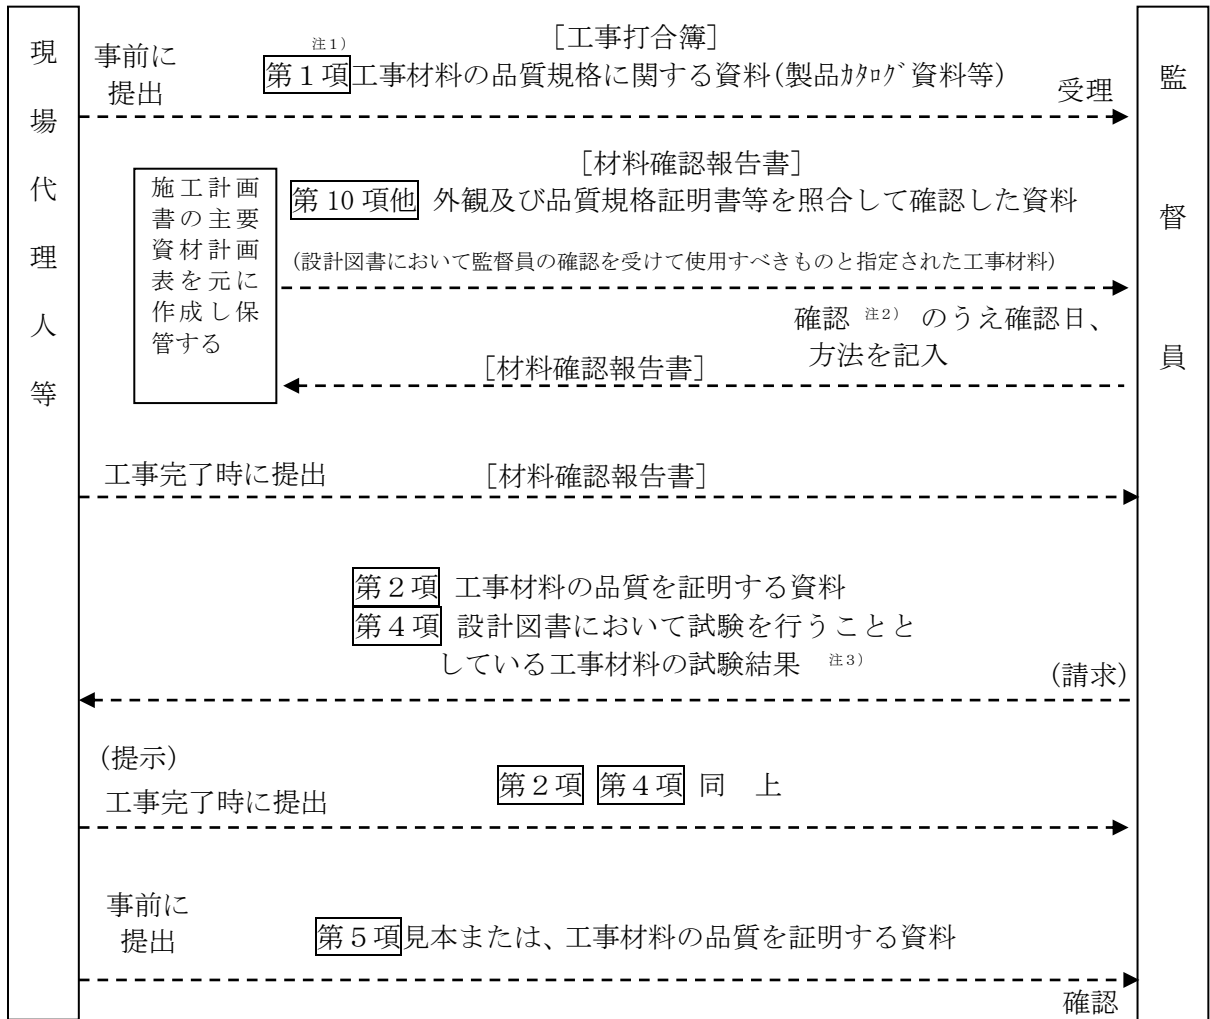 現場代理人等
監督員
[工事打合簿]
事前に
提出
注1)
第1項工事材料の品質規格に関する資料(製品ｶﾀﾛｸﾞ資料等)
受理
[材料確認報告書]
施工計画
書の主要
資材計画
表を元に
作成し保
管する
第10項他 外観及び品質規格証明書等を照合して確認した資料
(設計図書において監督員の確認を受けて使用すべきものと指定された工事材料)
確認 注2) のうえ確認日、
方法を記入
[材料確認報告書]
工事完了時に提出
[材料確認報告書]
第2項 工事材料の品質を証明する資料
第4項 設計図書において試験を行うことと
している工事材料の試験結果 注3)
(請求)
(提示)
工事完了時に提出
第2項 第4項 同　上
事前に
提出
第5項見本または、工事材料の品質を証明する資料
確認